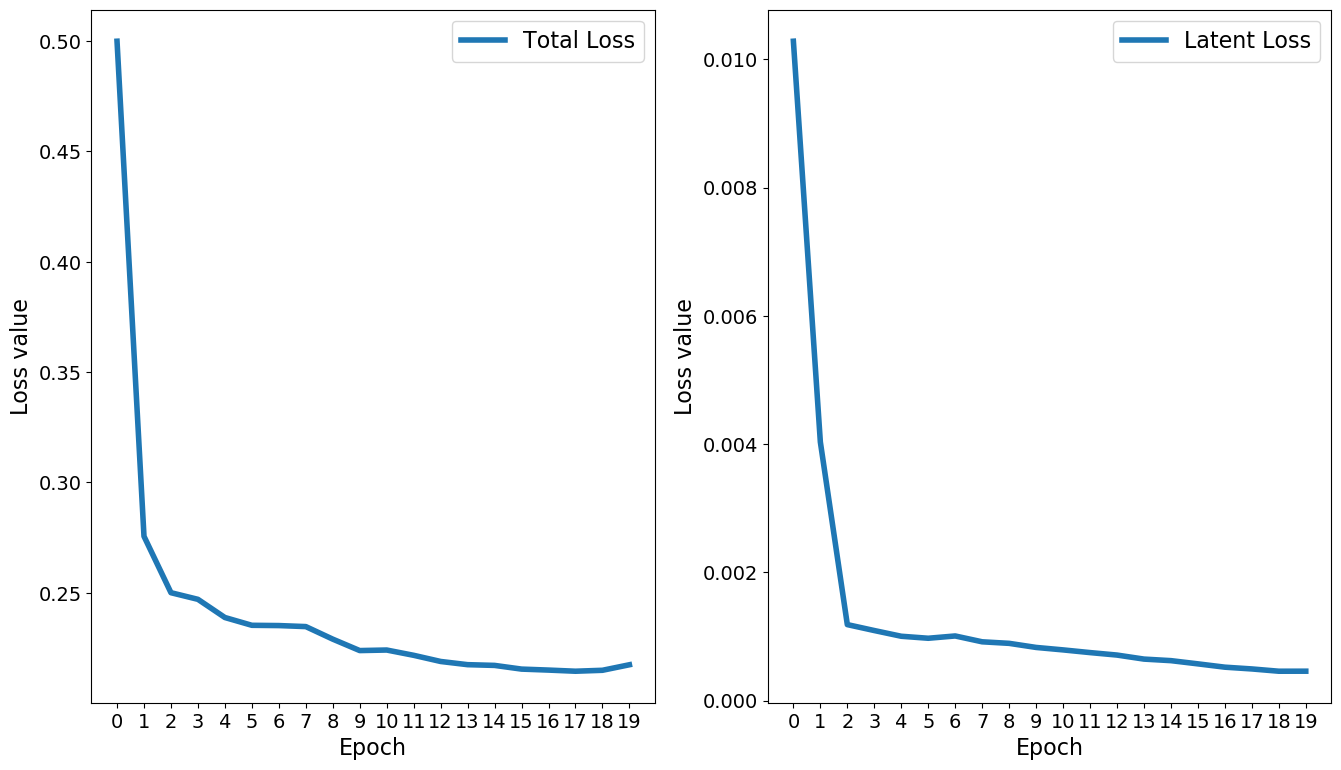 Total Loss
0.50
0.45
0.40
0.35
0.30
0.25
Loss value
0 1 2 3 4 5 6 7 8 9 10 11 12 13 14 15 16 17 18 19
Epoch
Latent Loss
0.010
0.008
0.006
0.004
0.002
0.000
Loss value
0 1 2 3 4 5 6 7 8 9 10 11 12 13 14 15 16 17 18 19
Epoch